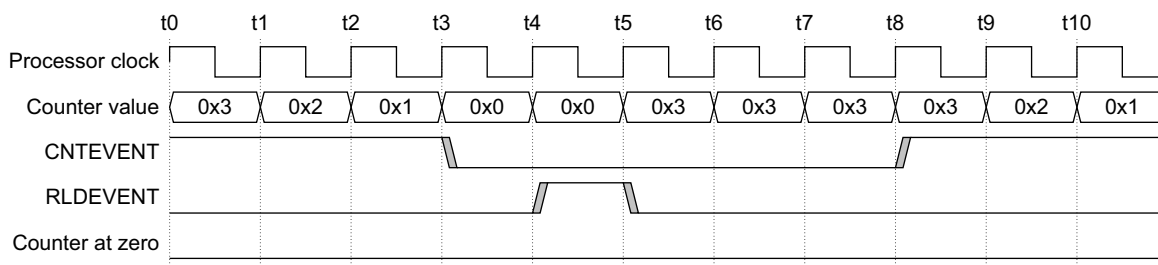 t0 t1 t2 t3 t4 t5 t6 t7 t8 t9 t10
Processor clock
Counter value 0x3 0x2 0x1 0x0 0x0 0x3 0x3 0x3 0x3 0x2 0x1
CNTEVENT
RLDEVENT
Counter at zero